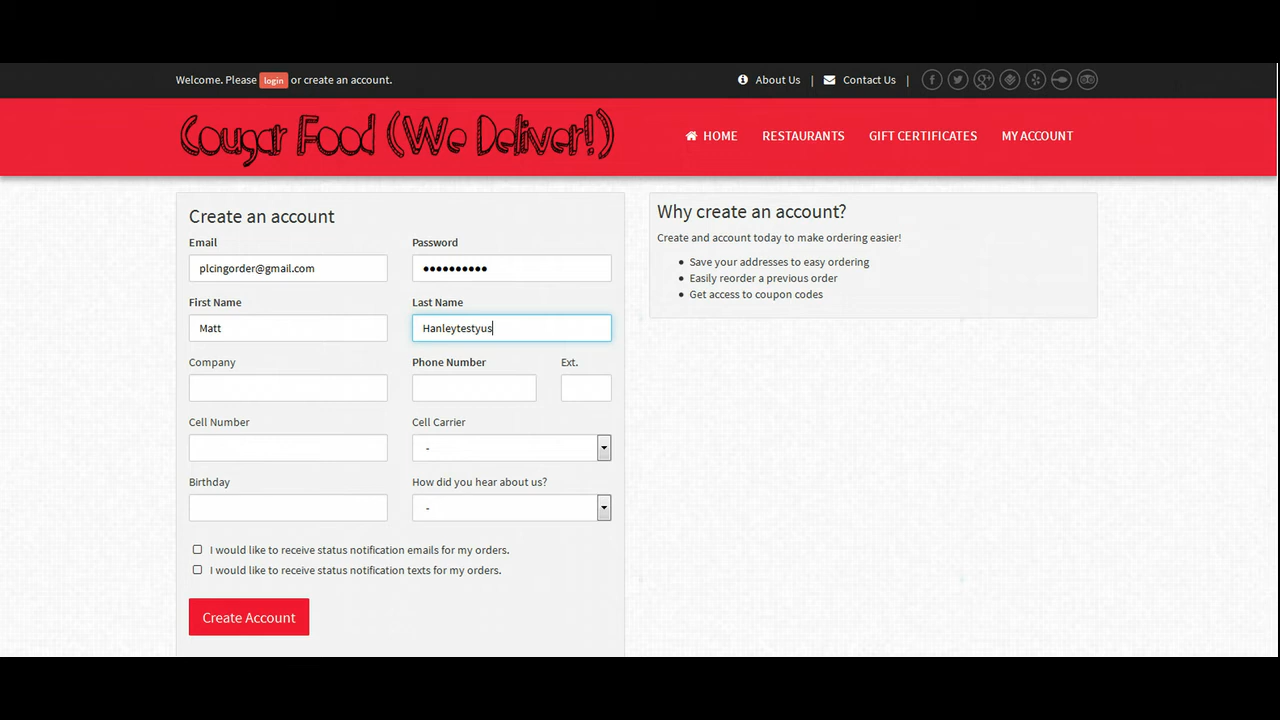 Welcome. Please login or create an account.
About Us | Contact Us |
Cougar Food (We Deliver!)
HOME RESTAURANTS GIFT CERTIFICATES MY ACCOUNT
Create an account
Email Password
plcingorder@gmail.com ●●●●●●●●●●
First Name Last Name
Matt Hanleytestyus
Company Phone Number Ext.
Cell Number Cell Carrier
-
Birthday How did you hear about us?
-
I would like to receive status notification emails for my orders.
I would like to receive status notification texts for my orders.
Create Account
Why create an account?
Create and account today to make ordering easier!
• Save your addresses to easy ordering
• Easily reorder a previous order
• Get access to coupon codes